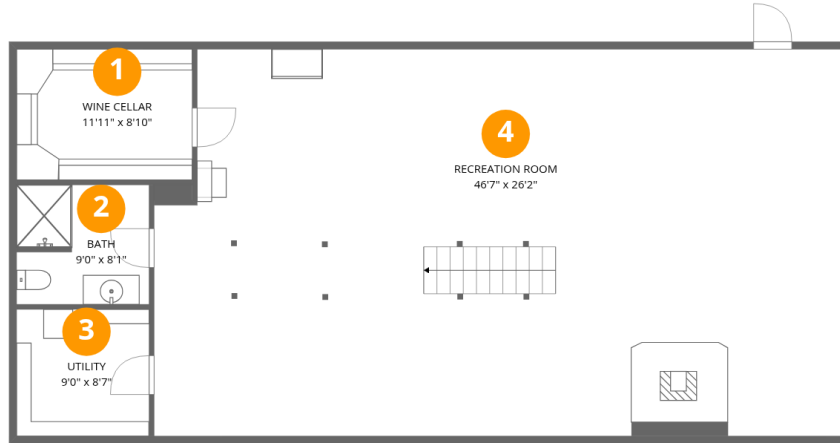 1
WINE CELLAR
11'11" x 8'10"
4
RECREATION ROOM
46'7" x 26'2"
2
BATH
9'0" x 8'1"
3
UTILITY
9'0" x 8'7"